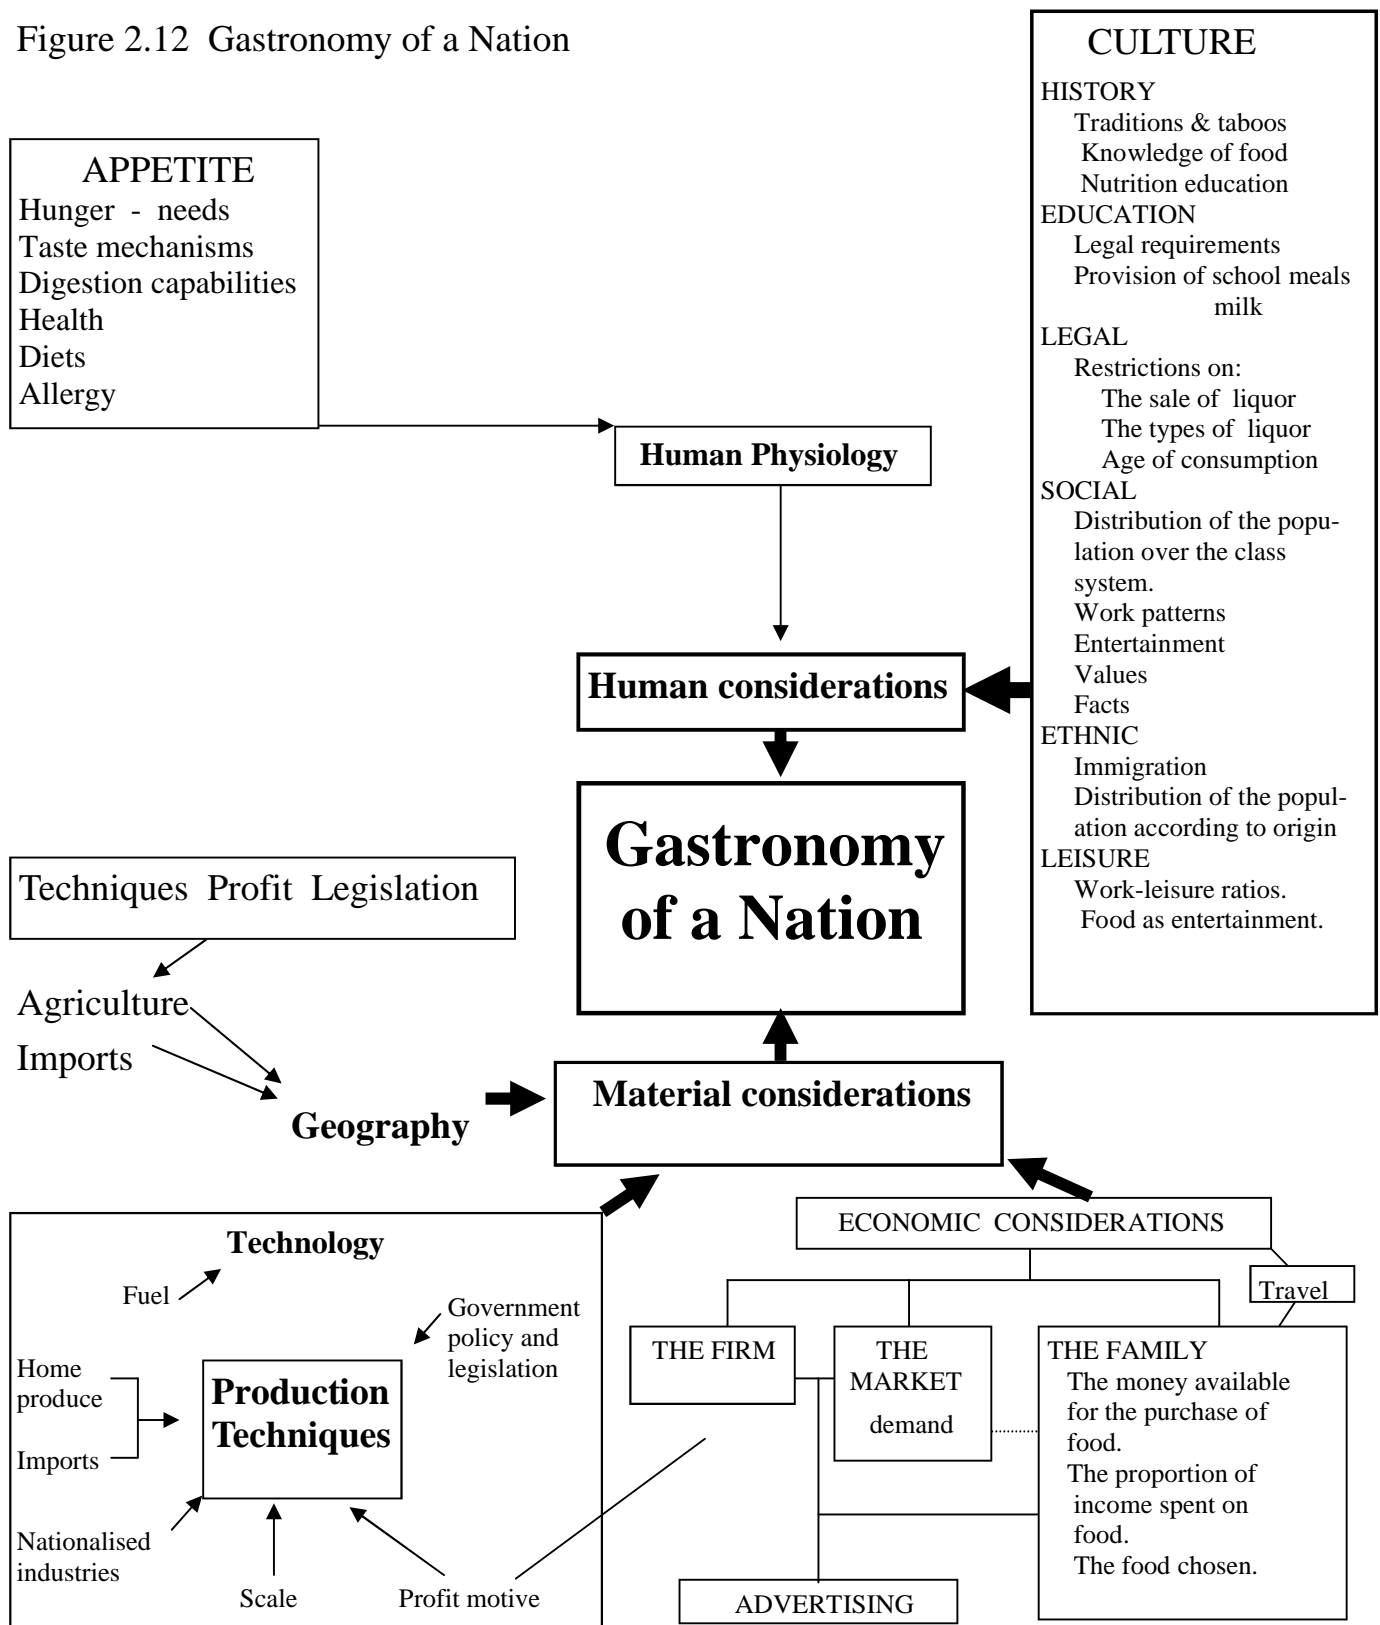 Figure 2.12  Gastronomy of a Nation
APPETITE
Hunger  -  needs
Taste mechanisms
Digestion capabilities
Health
Diets
Allergy
CULTURE
HISTORY
Traditions & taboos
Knowledge of food
Nutrition education
EDUCATION
Legal requirements
Provision of school meals
milk
LEGAL
Restrictions on:
The sale of  liquor
The types of  liquor
Age of consumption
SOCIAL
Distribution of the popu-
lation over the class
system.
Work patterns
Entertainment
Values
Facts
ETHNIC
Immigration
Distribution of the popul-
ation according to origin
LEISURE
Work-leisure ratios.
Food as entertainment.
Human Physiology
Human considerations
Gastronomy
of a Nation
Techniques  Profit  Legislation
Agriculture
Imports
Geography
Material considerations
Technology
Fuel
Government
policy and
legislation
Home
produce
Imports
Production
Techniques
Nationalised
industries
Scale
Profit motive
ECONOMIC  CONSIDERATIONS
Travel
THE FIRM
THE
MARKET
demand
THE FAMILY
The money available
for the purchase of
food.
The proportion of
income spent on
food.
The food chosen.
ADVERTISING